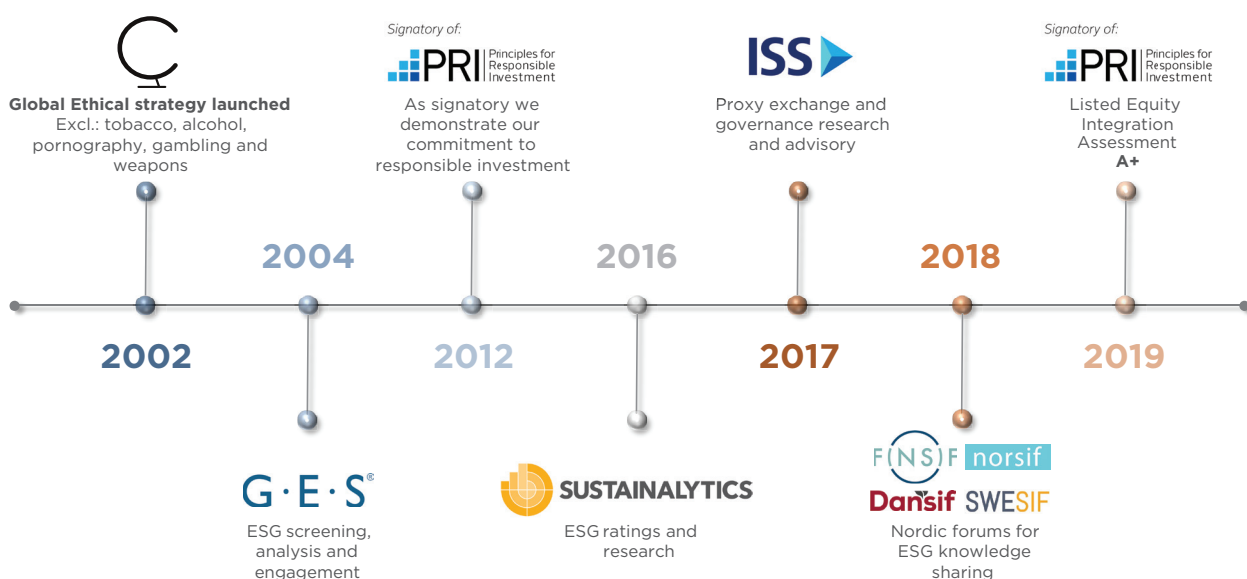 Global Ethical strategy launched
Excl.: tobacco, alcohol,
pornography, gambling and
weapons
2002
2004
G·E·S®
ESG screening,
analysis and
engagement
Signatory of:
PRI Principles for
Responsible
Investment
As signatory we
demonstrate our
commitment to
responsible investment
2012
2016
SUSTAINALYTICS
ESG ratings and
research
ISS
Proxy exchange and
governance research
and advisory
2017
2018
F(NS)F norsif
Dansif SWESIF
Nordic forums for
ESG knowledge
sharing
Signatory of:
PRI Principles for
Responsible
Investment
Listed Equity
Integration
Assessment
A+
2019